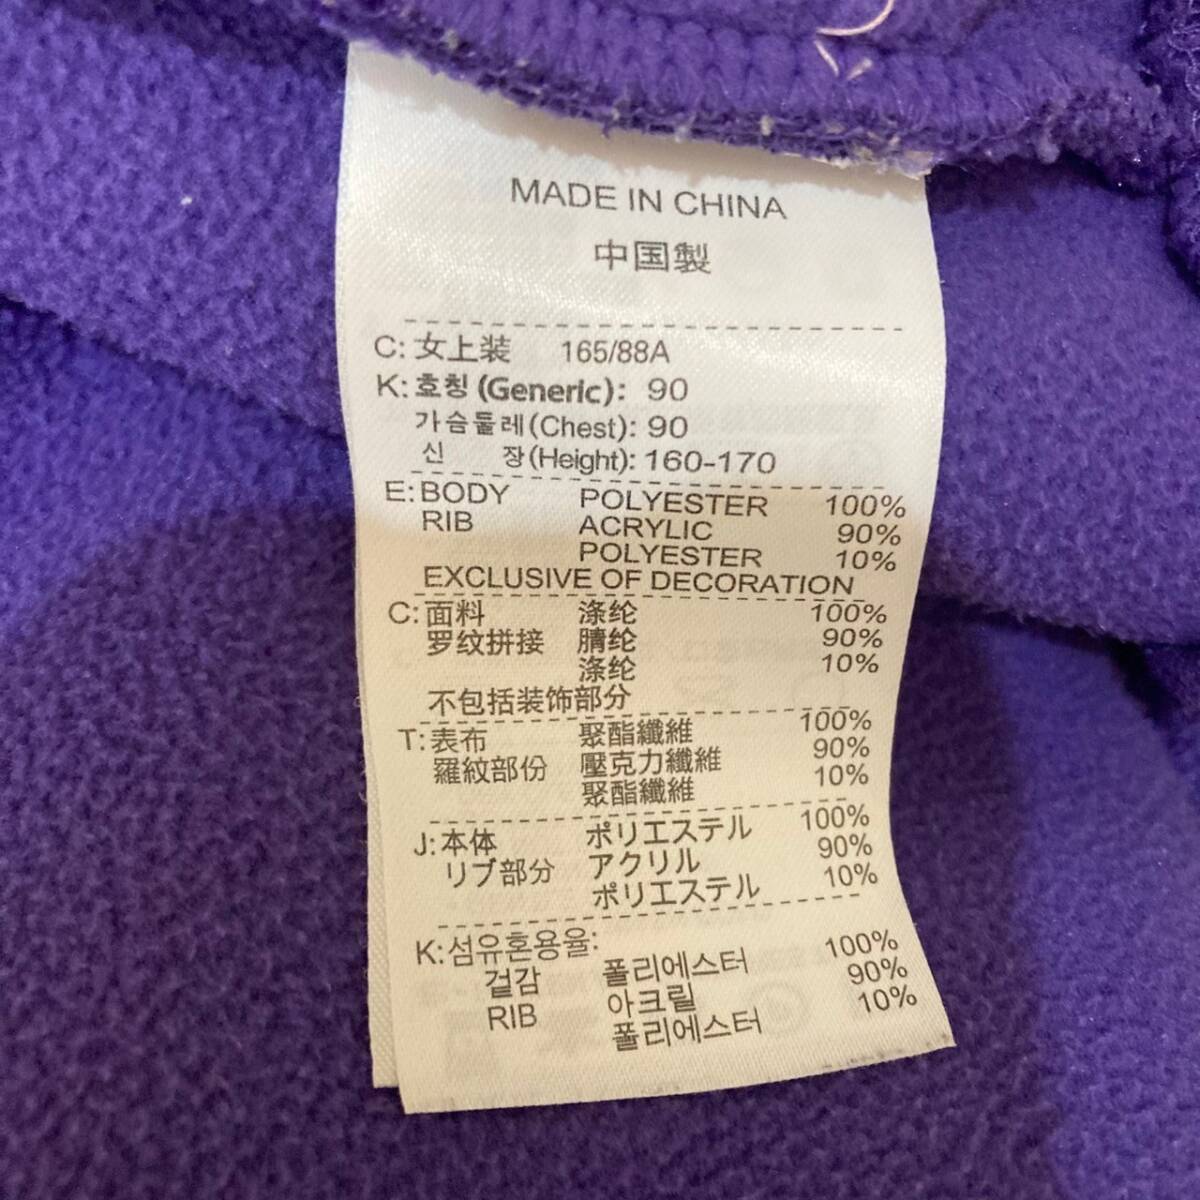 MADE IN CHINA
中国製
C: 女上装 165/88A
K: 호칭 (Generic): 90
가슴둘레(Chest): 90
신 장(Height): 160-170
E: BODY POLYESTER 100%
RIB ACRYLIC 90%
POLYESTER 10%
EXCLUSIVE OF DECORATION
C: 面料 涤纶 100%
罗纹拼接 腈纶 90%
涤纶 10%
不包括装饰部分
T: 表布 聚酯纖維 100%
羅紋部份 壓克力纖維 90%
聚酯纖維 10%
J: 本体 ポリエステル 100%
リブ部分 アクリル 90%
ポリエステル 10%
K: 섬유혼용율:
겉감 폴리에스터 100%
RIB 아크릴 90%
폴리에스터 10%